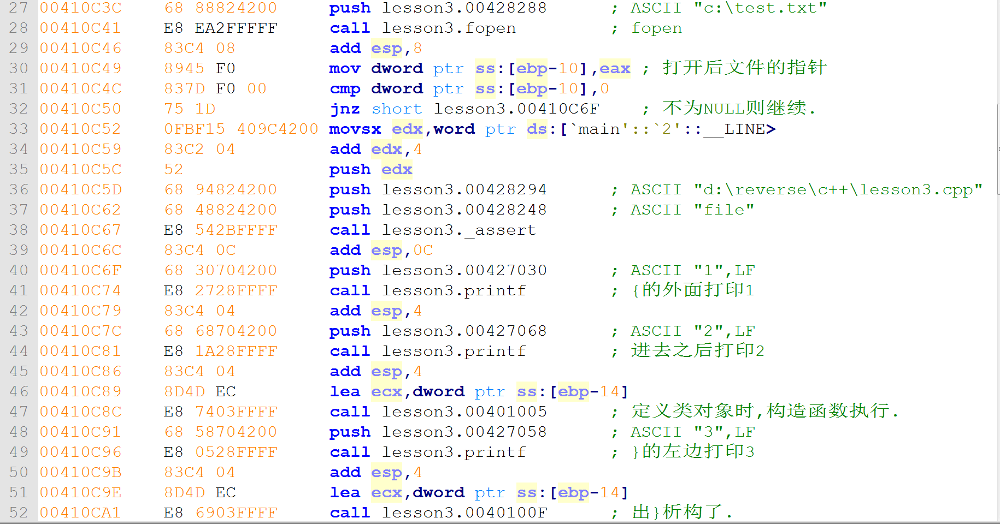 27 00410C3C 68 88824200 push lesson3.00428288 ; ASCII "c:\test.txt"
28 00410C41 E8 EA2FFFFF call lesson3.fopen ; fopen
29 00410C46 83C4 08 add esp,8
30 00410C49 8945 F0 mov dword ptr ss:[ebp-10],eax ; 打开后文件的指针
31 00410C4C 837D F0 00 cmp dword ptr ss:[ebp-10],0
32 00410C50 75 1D jnz short lesson3.00410C6F ; 不为NULL则继续.
33 00410C52 0FBF15 409C4200 movsx edx,word ptr ds:[`main'::`2'::__LINE>
34 00410C59 83C2 04 add edx,4
35 00410C5C 52 push edx
36 00410C5D 68 94824200 push lesson3.00428294 ; ASCII "d:\reverse\c++\lesson3.cpp"
37 00410C62 68 48824200 push lesson3.00428248 ; ASCII "file"
38 00410C67 E8 542BFFFF call lesson3._assert
39 00410C6C 83C4 0C add esp,0C
40 00410C6F 68 30704200 push lesson3.00427030 ; ASCII "1",LF
41 00410C74 E8 2728FFFF call lesson3.printf ; {的外面打印1
42 00410C79 83C4 04 add esp,4
43 00410C7C 68 68704200 push lesson3.00427068 ; ASCII "2",LF
44 00410C81 E8 1A28FFFF call lesson3.printf ; 进去之后打印2
45 00410C86 83C4 04 add esp,4
46 00410C89 8D4D EC lea ecx,dword ptr ss:[ebp-14]
47 00410C8C E8 7403FFFF call lesson3.00401005 ; 定义类对象时,构造函数执行.
48 00410C91 68 58704200 push lesson3.00427058 ; ASCII "3",LF
49 00410C96 E8 0528FFFF call lesson3.printf ; }的左边打印3
50 00410C9B 83C4 04 add esp,4
51 00410C9E 8D4D EC lea ecx,dword ptr ss:[ebp-14]
52 00410CA1 E8 6903FFFF call lesson3.0040100F ; 出}析构了.